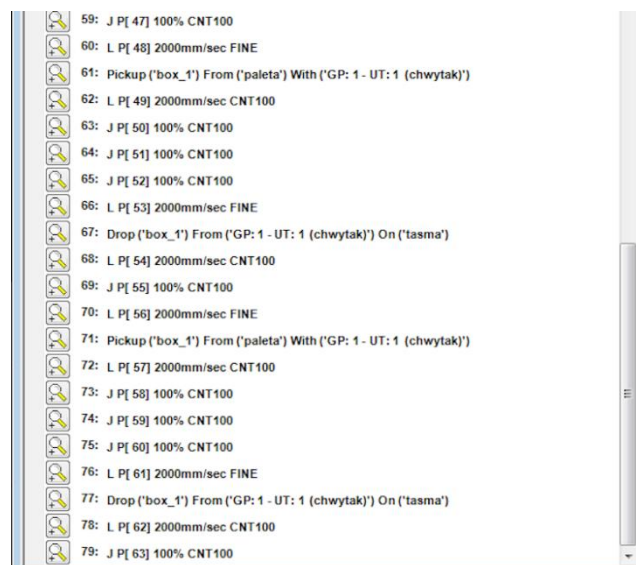 59: J P[ 47] 100% CNT100
60: L P[ 48] 2000mm/sec FINE
61: Pickup ('box_1') From ('paleta') With ('GP: 1 - UT: 1 (chwytak)')
62: L P[ 49] 2000mm/sec CNT100
63: J P[ 50] 100% CNT100
64: J P[ 51] 100% CNT100
65: J P[ 52] 100% CNT100
66: L P[ 53] 2000mm/sec FINE
67: Drop ('box_1') From ('GP: 1 - UT: 1 (chwytak)') On ('tasma')
68: L P[ 54] 2000mm/sec CNT100
69: J P[ 55] 100% CNT100
70: L P[ 56] 2000mm/sec FINE
71: Pickup ('box_1') From ('paleta') With ('GP: 1 - UT: 1 (chwytak)')
72: L P[ 57] 2000mm/sec CNT100
73: J P[ 58] 100% CNT100
74: J P[ 59] 100% CNT100
75: J P[ 60] 100% CNT100
76: L P[ 61] 2000mm/sec FINE
77: Drop ('box_1') From ('GP: 1 - UT: 1 (chwytak)') On ('tasma')
78: L P[ 62] 2000mm/sec CNT100
79: J P[ 63] 100% CNT100